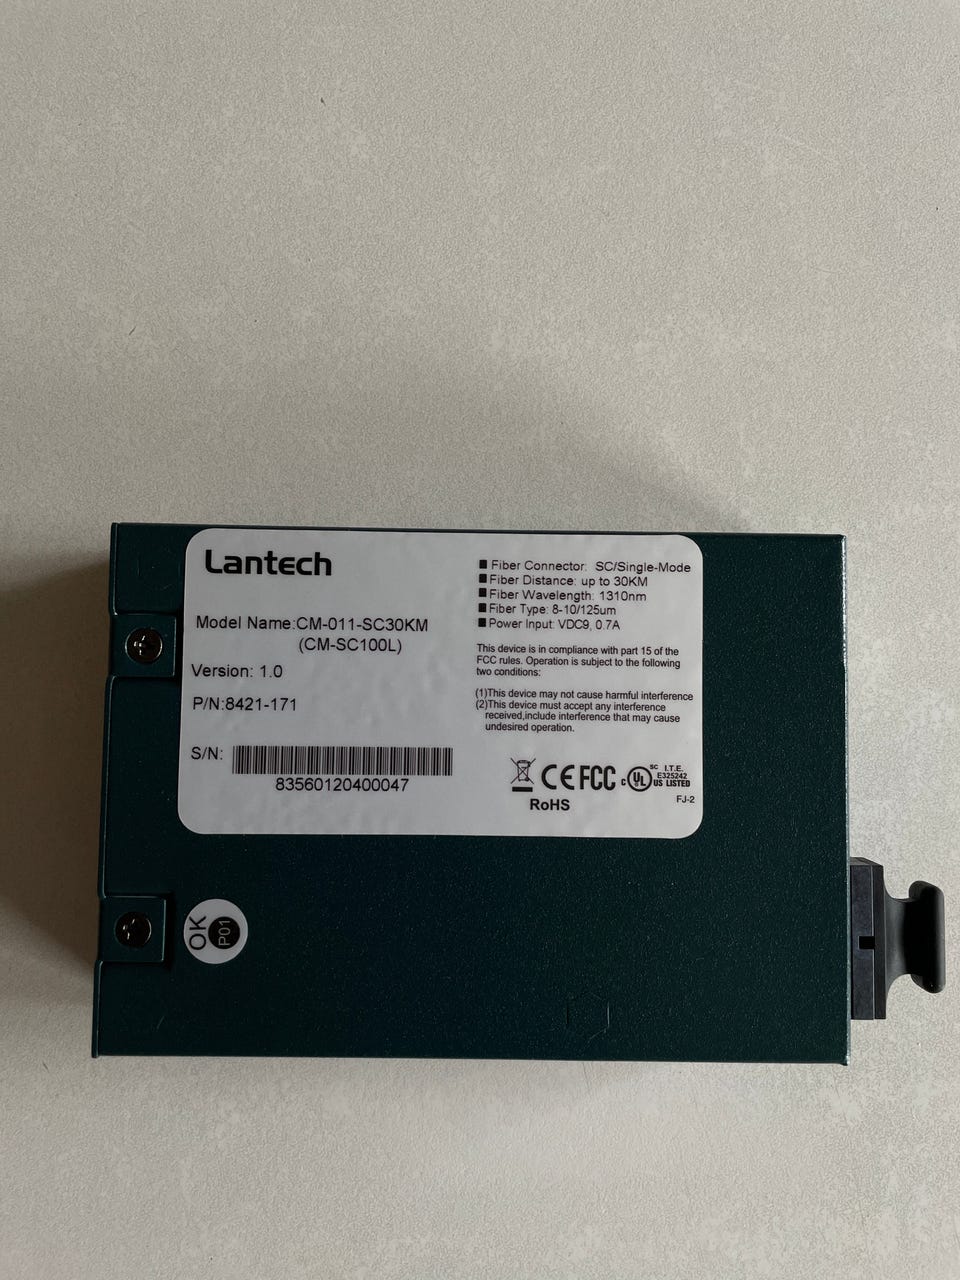 Lantech
Model Name:CM-011-SC30KM
(CM-SC100L)
Version: 1.0
P/N:8421-171
S/N:
83560120400047
■ Fiber Connector: SC/Single-Mode
■ Fiber Distance: up to 30KM
■ Fiber Wavelength: 1310nm
■ Fiber Type: 8-10/125um
■ Power Input: VDC9, 0.7A
This device is in compliance with part 15 of the
FCC rules. Operation is subject to the following
two conditions:
(1)This device may not cause harmful interference
(2)This device must accept any interference
received,include interference that may cause
undesired operation.
CE FCC c UL US LISTED
SC I.T.E.
E325242
RoHS
FJ-2
OK
P01